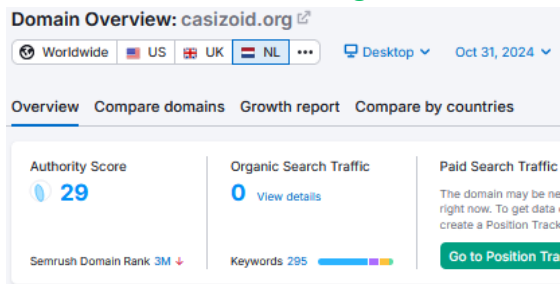 Domain Overview: casizoid.org
Worldwide US UK NL ••• Desktop Oct 31, 2024
Overview Compare domains Growth report Compare by countries
Authority Score
29
Semrush Domain Rank 3M ↓
Organic Search Traffic
0 View details
Keywords 295
Paid Search Traffic
The domain may be ne
right now. To get data
create a Position Track
Go to Position Tra